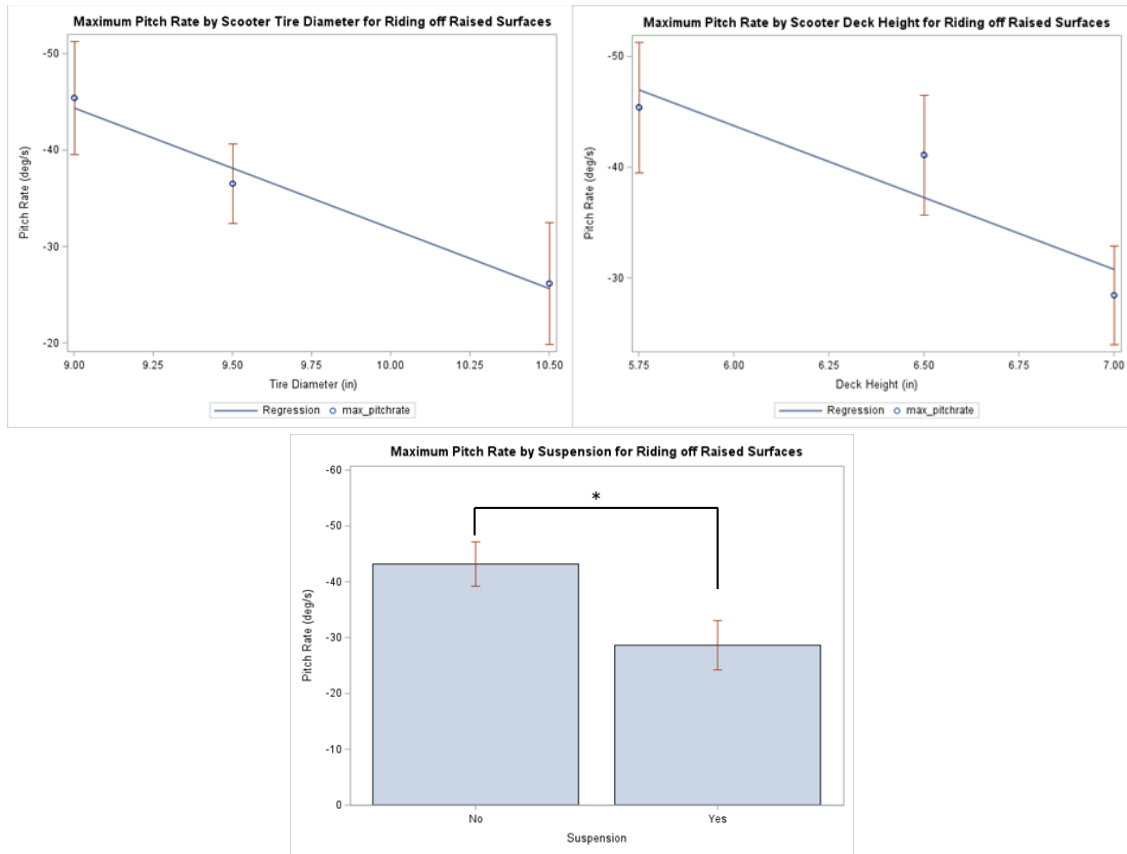 Maximum Pitch Rate by Scooter Tire Diameter for Riding off Raised Surfaces
-50
-40
-30
-20
Pitch Rate (deg/s)
9.00 9.25 9.50 9.75 10.00 10.25 10.50
Tire Diameter (in)
Regression max_pitchrate
Maximum Pitch Rate by Scooter Deck Height for Riding off Raised Surfaces
-50
-40
-30
Pitch Rate (deg/s)
5.75 6.00 6.25 6.50 6.75 7.00
Deck Height (in)
Regression max_pitchrate
Maximum Pitch Rate by Suspension for Riding off Raised Surfaces
-60
-50
-40
-30
-20
-10
0
Pitch Rate (deg/s)
*
No Yes
Suspension